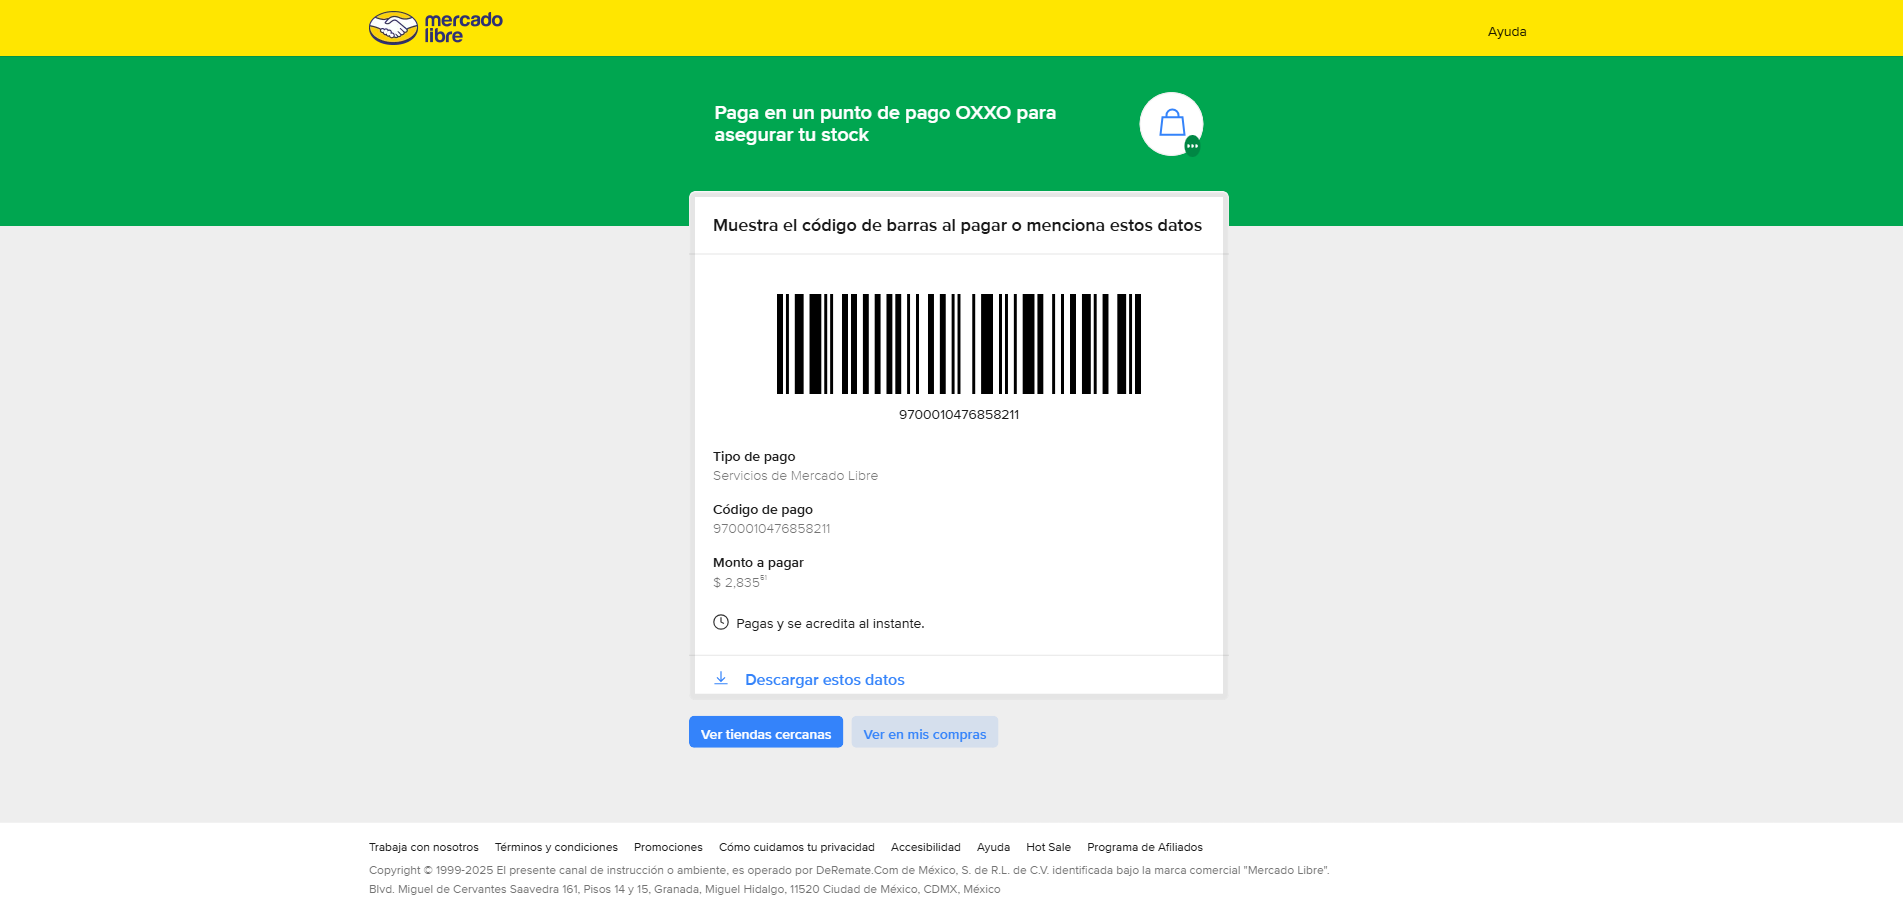 mercado
libre
Ayuda
Paga en un punto de pago OXXO para
asegurar tu stock
Muestra el código de barras al pagar o menciona estos datos
9700010476858211
Tipo de pago
Servicios de Mercado Libre
Código de pago
9700010476858211
Monto a pagar
$ 2,835⁵¹
Pagas y se acredita al instante.
Descargar estos datos
Ver tiendas cercanas Ver en mis compras
Trabaja con nosotros Términos y condiciones Promociones Cómo cuidamos tu privacidad Accesibilidad Ayuda Hot Sale Programa de Afiliados
Copyright © 1999-2025 El presente canal de instrucción o ambiente, es operado por DeRemate.Com de México, S. de R.L. de C.V. identificada bajo la marca comercial "Mercado Libre".
Blvd. Miguel de Cervantes Saavedra 161, Pisos 14 y 15, Granada, Miguel Hidalgo, 11520 Ciudad de México, CDMX, México